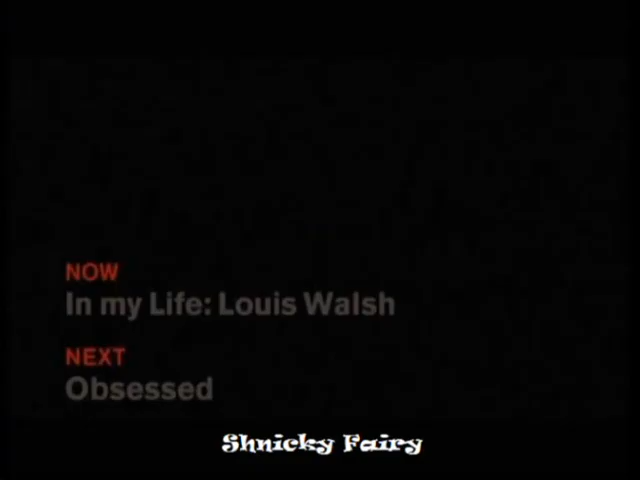 NOW
In my Life: Louis Walsh
NEXT
Obsessed
Shnicky Fairy